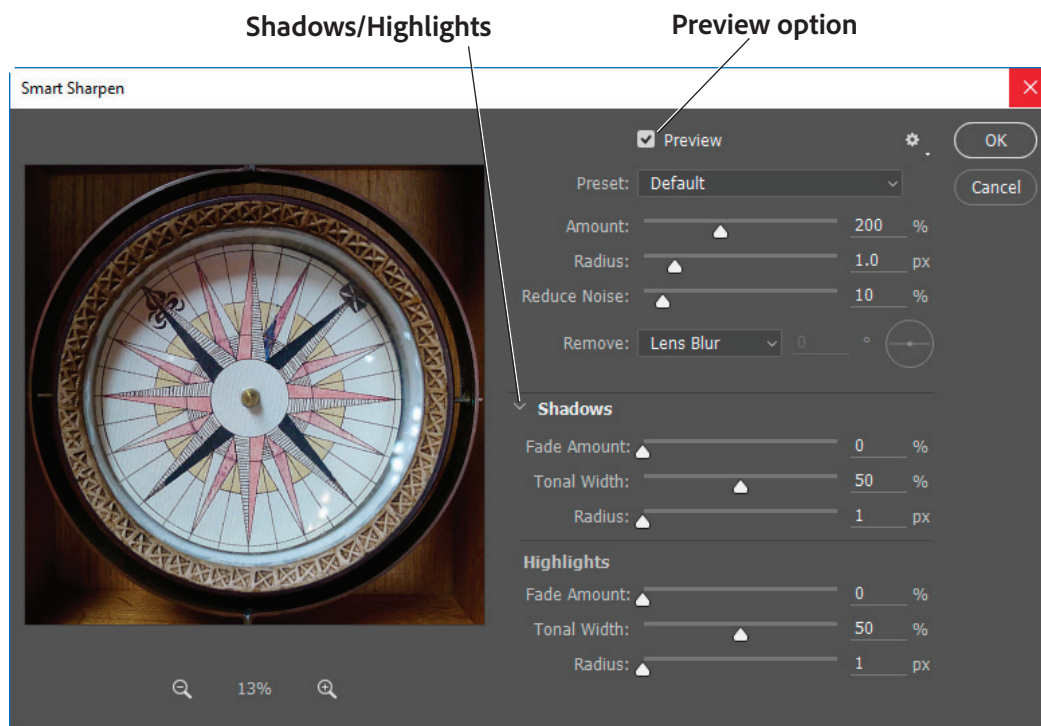 Shadows/Highlights Preview option
Smart Sharpen
Preview
OK
Preset: Default
Cancel
Amount: 200 %
Radius: 1.0 px
Reduce Noise: 10 %
Remove: Lens Blur 0 °
Shadows
Fade Amount: 0 %
Tonal Width: 50 %
Radius: 1 px
Highlights
Fade Amount: 0 %
Tonal Width: 50 %
Radius: 1 px
13%